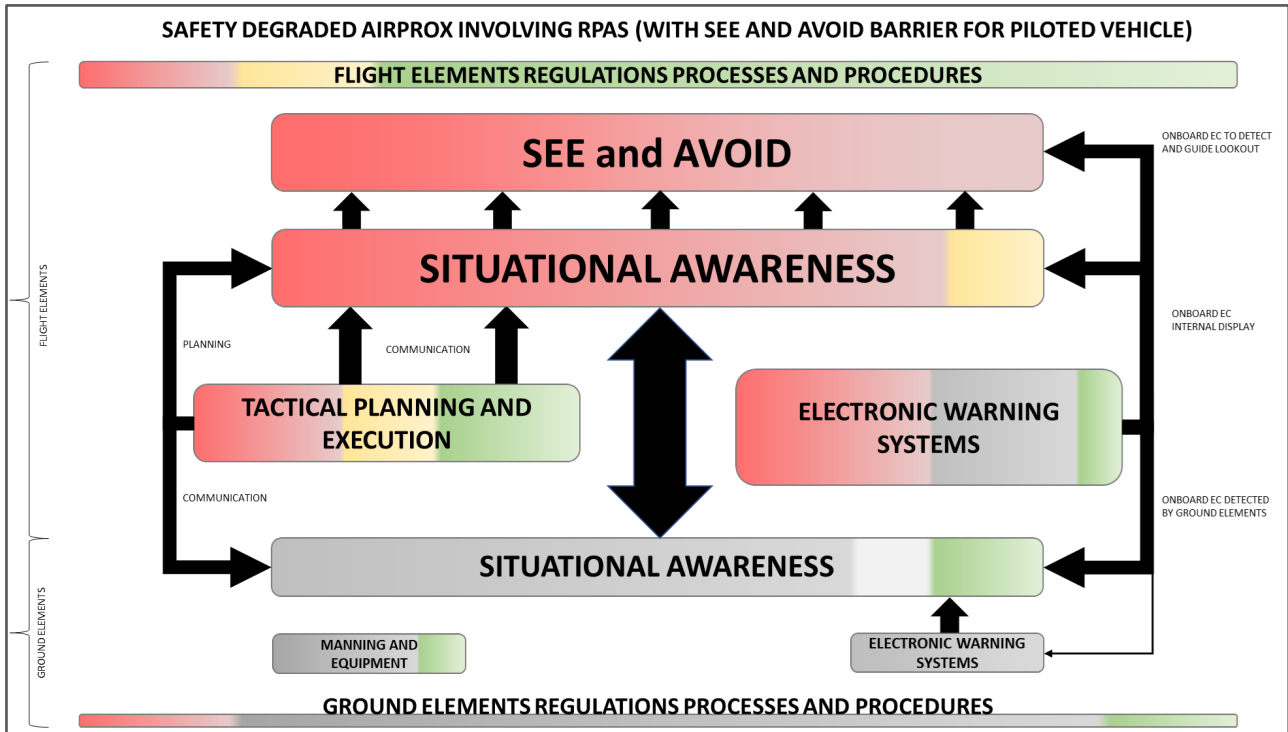 SAFETY DEGRADED AIRPROX INVOLVING RPAS (WITH SEE AND AVOID BARRIER FOR PILOTED VEHICLE)
FLIGHT ELEMENTS REGULATIONS PROCESSES AND PROCEDURES
SEE and AVOID
ONBOARD EC TO DETECT
AND GUIDE LOOKOUT
SITUATIONAL AWARENESS
FLIGHT ELEMENTS
PLANNING
COMMUNICATION
ONBOARD EC
INTERNAL DISPLAY
TACTICAL PLANNING AND
EXECUTION
ELECTRONIC WARNING
SYSTEMS
COMMUNICATION
ONBOARD EC DETECTED
BY GROUND ELEMENTS
SITUATIONAL AWARENESS
GROUND ELEMENTS
MANNING AND
EQUIPMENT
ELECTRONIC WARNING
SYSTEMS
GROUND ELEMENTS REGULATIONS PROCESSES AND PROCEDURES